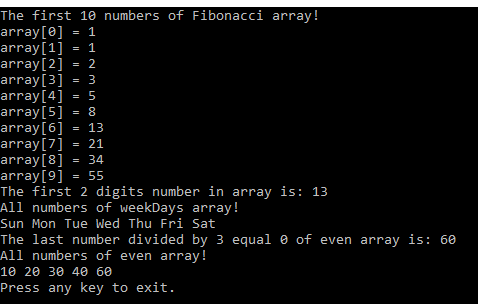 The first 10 numbers of Fibonacci array!
array[0] = 1
array[1] = 1
array[2] = 2
array[3] = 3
array[4] = 5
array[5] = 8
array[6] = 13
array[7] = 21
array[8] = 34
array[9] = 55
The first 2 digits number in array is: 13
All numbers of weekDays array!
Sun Mon Tue Wed Thu Fri Sat
The last number divided by 3 equal 0 of even array is: 60
All numbers of even array!
10 20 30 40 60
Press any key to exit.